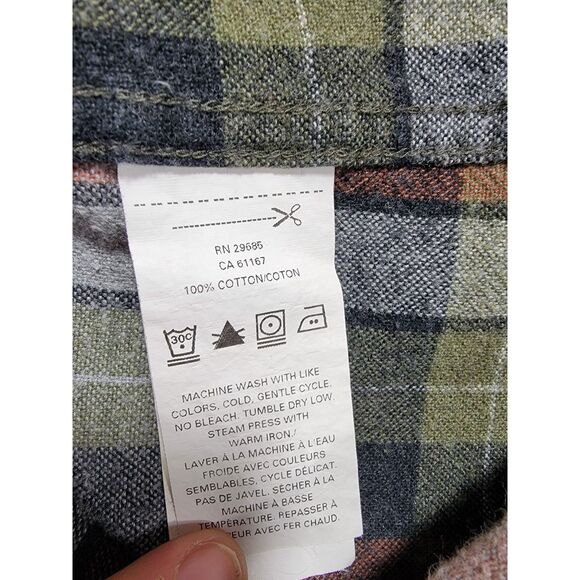 RN 29685
CA 61167
100% COTTON/COTON
30C
MACHINE WASH WITH LIKE
COLORS, COLD, GENTLE CYCLE.
NO BLEACH. TUMBLE DRY LOW.
STEAM PRESS WITH
WARM IRON./
LAVER À LA MACHINE À L'EAU
FROIDE AVEC COULEURS
SEMBLABLES, CYCLE DÉLICAT.
PAS DE JAVEL. SÉCHER À LA
MACHINE À BASSE
TEMPÉRATURE. REPASSER À
AVEC FER CHAUD.